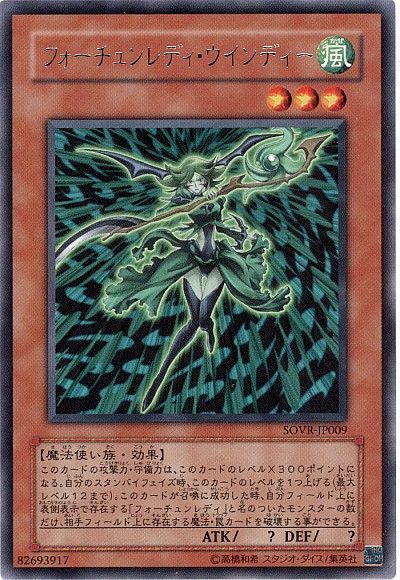 フォーチュンレディ・ウインディー
風
かぜ
SOVR-JP009
【魔法使い族・効果】
このカードの攻撃力・守備力は、このカードのレベル×300ポイントに
なる。自分のスタンバイフェイズ時、このカードのレベルを1つ上げる（最大
レベル12まで）。このカードが召喚に成功した時、自分フィールド上に
表側表示で存在する「フォーチュンレディ」と名のついたモンスターの数
だけ、相手フィールド上に存在する魔法・罠カードを破壊する事ができる。
ATK/ ? DEF/ ?
82693917
©高橋和希 スタジオ・ダイス/集英社